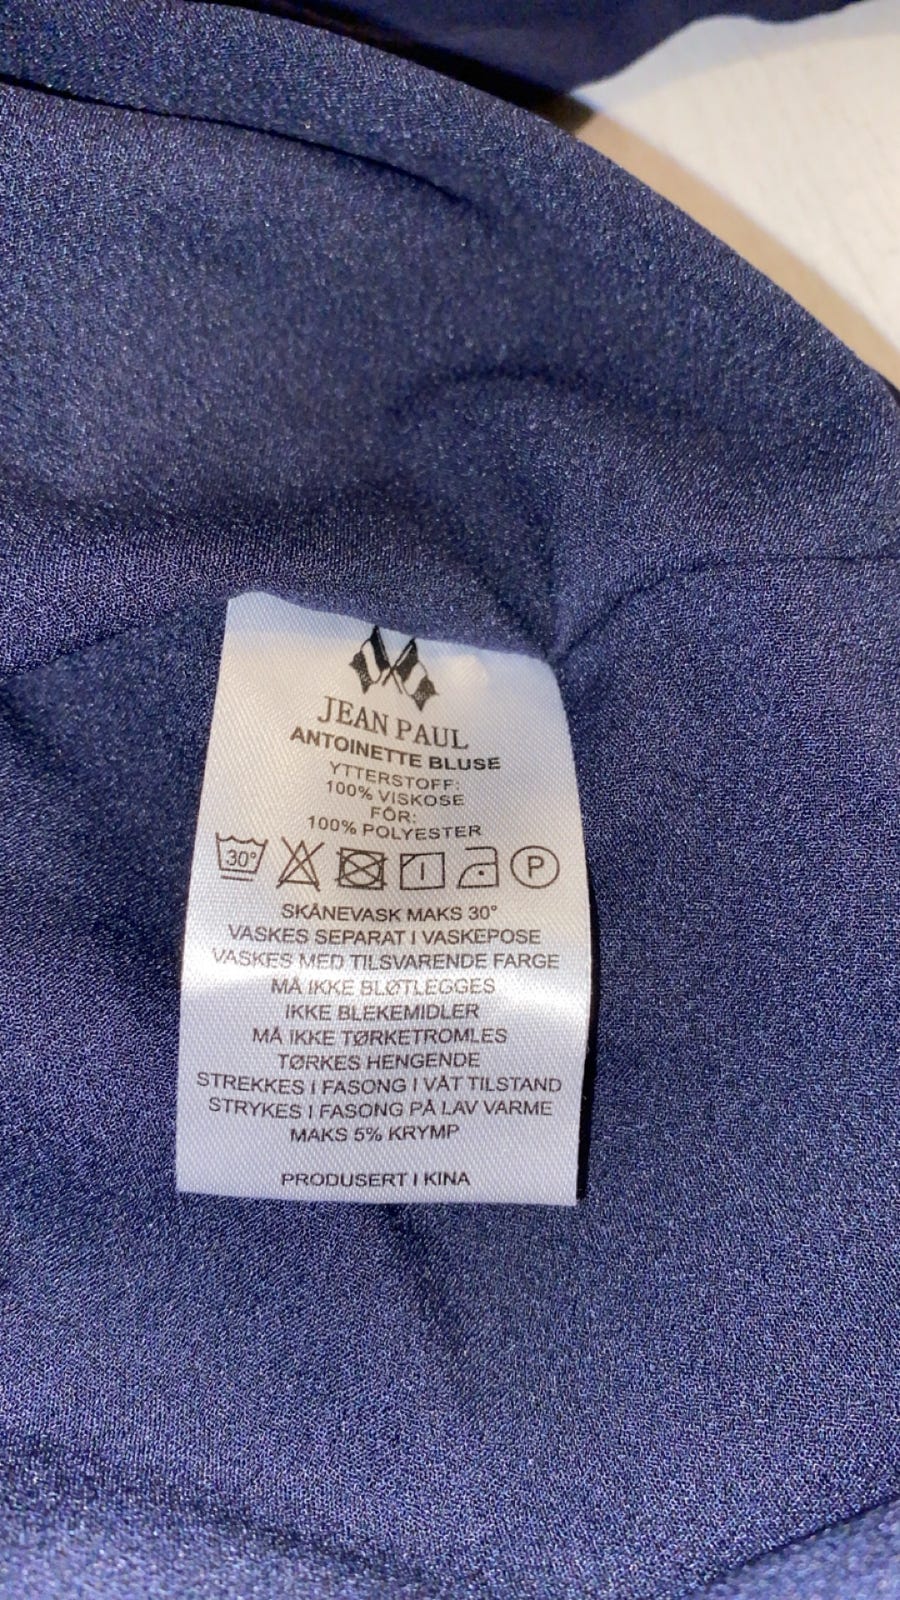 JEAN PAUL
ANTOINETTE BLUSE
YTTERSTOFF:
100% VISKOSE
FÔR:
100% POLYESTER
30° P
SKÅNEVASK MAKS 30°
VASKES SEPARAT I VASKEPOSE
VASKES MED TILSVARENDE FARGE
MÅ IKKE BLØTLEGGES
IKKE BLEKEMIDLER
MÅ IKKE TØRKETROMLES
TØRKES HENGENDE
STREKKES I FASONG I VÅT TILSTAND
STRYKES I FASONG PÅ LAV VARME
MAKS 5% KRYMP
PRODUSERT I KINA